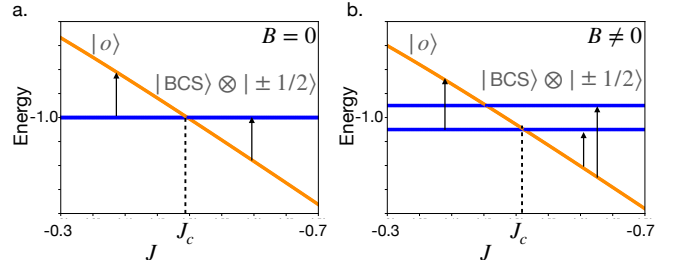 a.
B = 0
|o⟩
|BCS⟩ ⊗ | ± 1/2⟩
Energy
-1.0
-0.3
J_c
-0.7
J
b.
B ≠ 0
|o⟩
|BCS⟩ ⊗ | ± 1/2⟩
Energy
-1.0
-0.3
J_c
-0.7
J